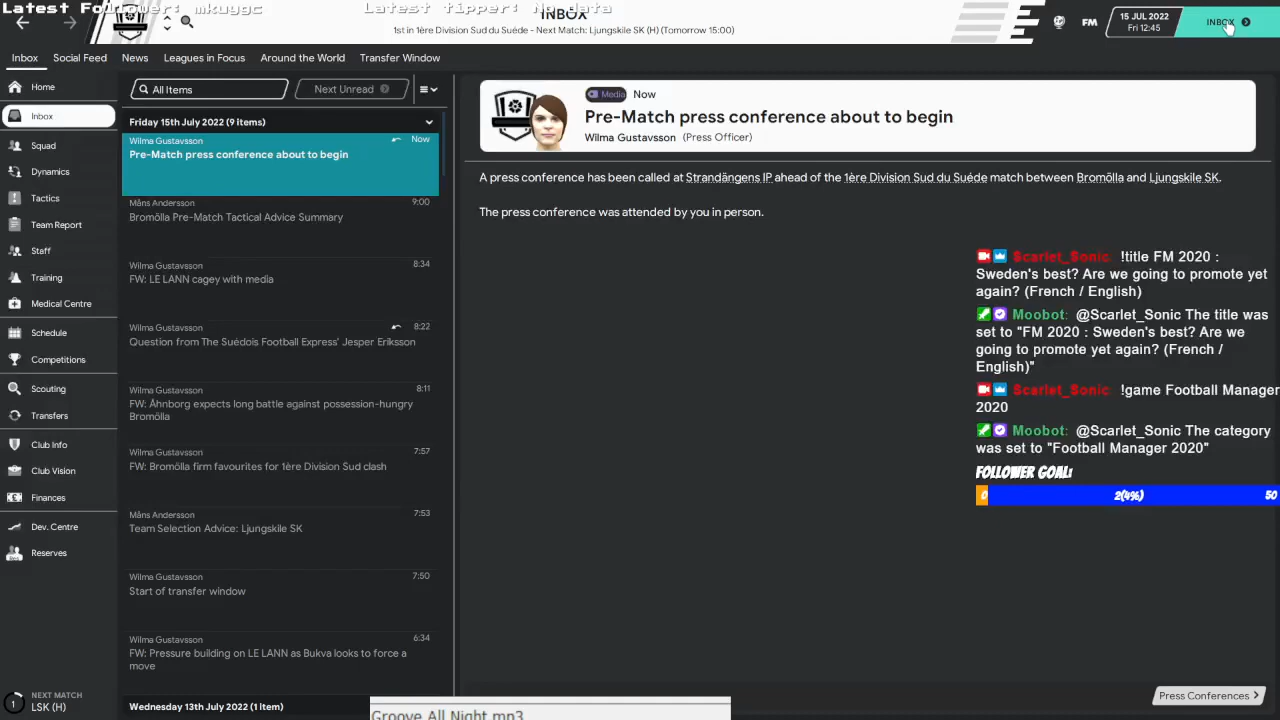 Latest Follower: mkuygc
Latest tipper: No data
INBOX
1st in 1ère Division Sud du Suède - Next Match: Ljungskile SK (H) (Tomorrow 15:00)
FM
15 JUL 2022
Fri 12:45
INBOX
Inbox
Social Feed
News
Leagues in Focus
Around the World
Transfer Window
Home
Inbox
Squad
Dynamics
Tactics
Team Report
Staff
Training
Medical Centre
Schedule
Competitions
Scouting
Transfers
Club Info
Club Vision
Finances
Dev. Centre
Reserves
1
NEXT MATCH
LSK (H)
All Items
Next Unread
Friday 15th July 2022 (9 items)
Wilma Gustavsson
Now
Pre-Match press conference about to begin
Måns Andersson
9:00
Bromölla Pre-Match Tactical Advice Summary
Wilma Gustavsson
8:34
FW: LE LANN cagey with media
Wilma Gustavsson
8:22
Question from The Suédois Football Express' Jesper Eriksson
Wilma Gustavsson
8:11
FW: Åhnborg expects long battle against possession-hungry
Bromölla
Wilma Gustavsson
7:57
FW: Bromölla firm favourites for 1ère Division Sud clash
Måns Andersson
7:53
Team Selection Advice: Ljungskile SK
Wilma Gustavsson
7:50
Start of transfer window
Wilma Gustavsson
6:34
FW: Pressure building on LE LANN as Bukva looks to force a
move
Wednesday 13th July 2022 (1 item)
Media
Now
Pre-Match press conference about to begin
Wilma Gustavsson (Press Officer)
A press conference has been called at Strandängens IP ahead of the 1ère Division Sud du Suède match between Bromölla and Ljungskile SK.
The press conference was attended by you in person.
Scarlet_Sonic: !title FM 2020 :
Sweden's best? Are we going to promote yet
again? (French / English)
Moobot: @Scarlet_Sonic The title was
set to "FM 2020 : Sweden's best? Are we
going to promote yet again? (French /
English)"
Scarlet_Sonic: !game Football Manager
2020
Moobot: @Scarlet_Sonic The category
was set to "Football Manager 2020"
FOLLOWER GOAL:
0
2(4%)
50
Press Conferences
Groove All Night.mp3